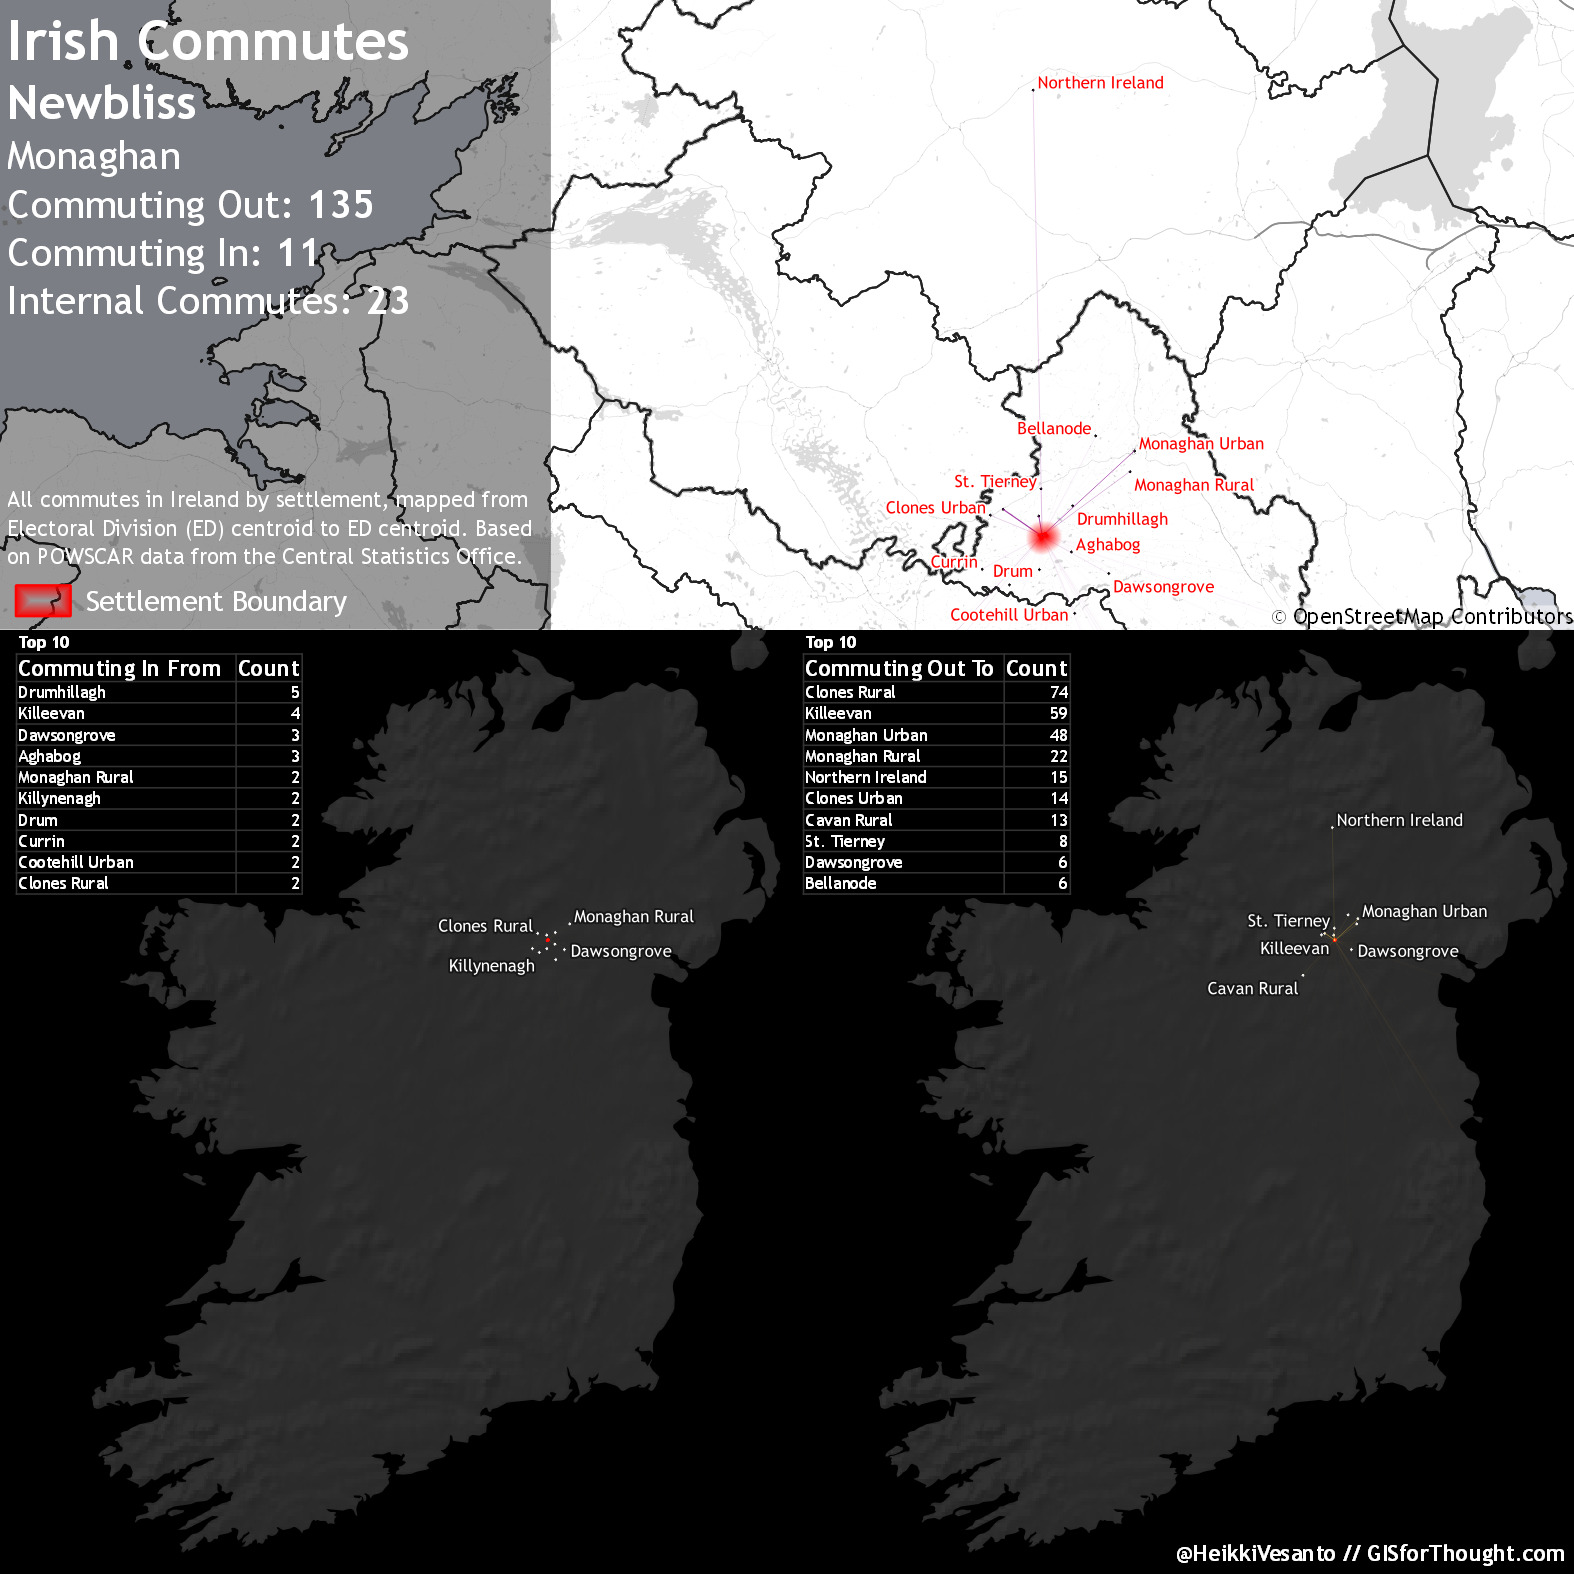 Irish Commutes
Newbliss
Monaghan
Commuting Out: 135
Commuting In: 11
Internal Commutes: 23
All commutes in Ireland by settlement, mapped from
Electoral Division (ED) centroid to ED centroid. Based
on POWSCAR data from the Central Statistics Office.
Settlement Boundary
Northern Ireland
Bellanode
Monaghan Urban
St. Tierney
Monaghan Rural
Clones Urban
Drumhillagh
Aghabog
Currin
Drum
Dawsongrove
Cootehill Urban
© OpenStreetMap Contributors
Top 10
Commuting In From Count
Drumhillagh 5
Killeevan 4
Dawsongrove 3
Aghabog 3
Monaghan Rural 2
Killynenagh 2
Drum 2
Currin 2
Cootehill Urban 2
Clones Rural 2
Clones Rural
Monaghan Rural
Dawsongrove
Killynenagh
Top 10
Commuting Out To Count
Clones Rural 74
Killeevan 59
Monaghan Urban 48
Monaghan Rural 22
Northern Ireland 15
Clones Urban 14
Cavan Rural 13
St. Tierney 8
Dawsongrove 6
Bellanode 6
Northern Ireland
Monaghan Urban
St. Tierney
Killeevan
Dawsongrove
Cavan Rural
@HeikkiVesanto // GISforThought.com